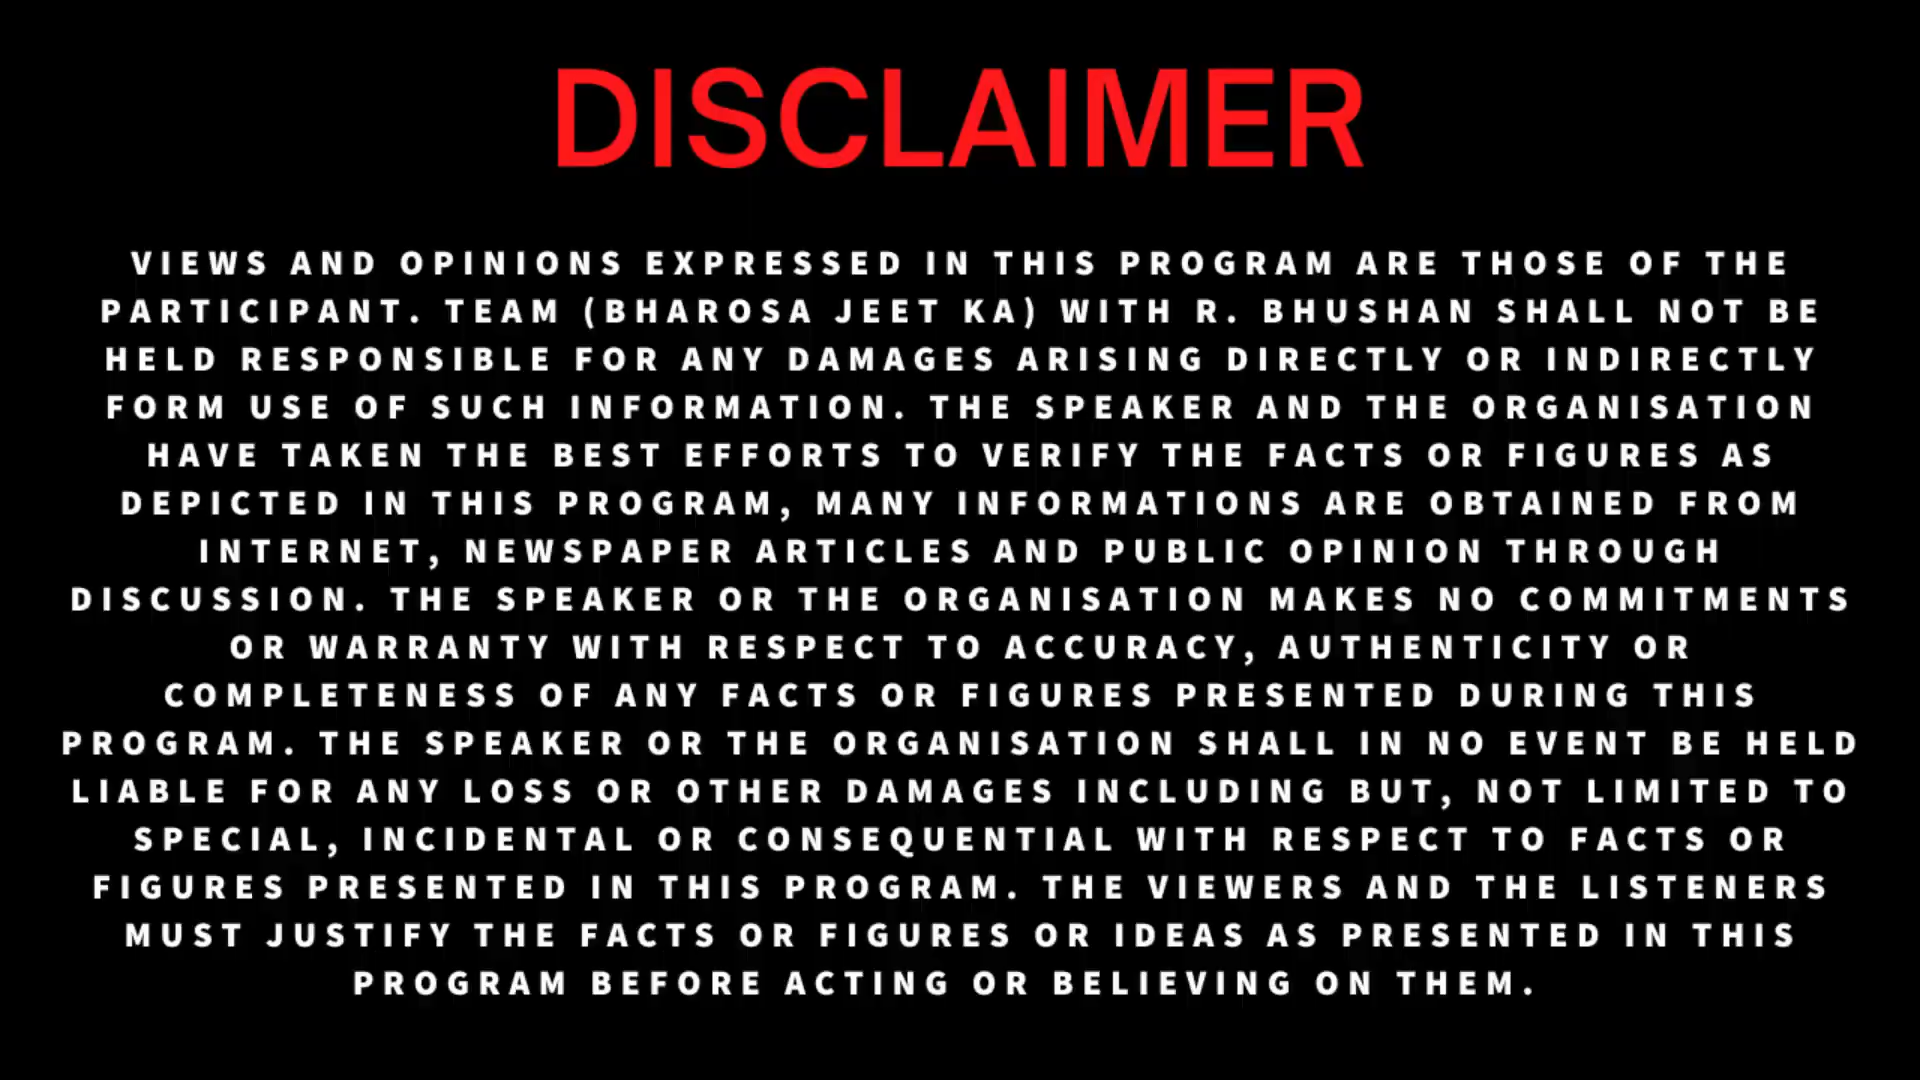 DISCLAIMER
VIEWS AND OPINIONS EXPRESSED IN THIS PROGRAM ARE THOSE OF THE
PARTICIPANT. TEAM (BHAROSA JEET KA) WITH R. BHUSHAN SHALL NOT BE
HELD RESPONSIBLE FOR ANY DAMAGES ARISING DIRECTLY OR INDIRECTLY
FORM USE OF SUCH INFORMATION. THE SPEAKER AND THE ORGANISATION
HAVE TAKEN THE BEST EFFORTS TO VERIFY THE FACTS OR FIGURES AS
DEPICTED IN THIS PROGRAM, MANY INFORMATIONS ARE OBTAINED FROM
INTERNET, NEWSPAPER ARTICLES AND PUBLIC OPINION THROUGH
DISCUSSION. THE SPEAKER OR THE ORGANISATION MAKES NO COMMITMENTS
OR WARRANTY WITH RESPECT TO ACCURACY, AUTHENTICITY OR
COMPLETENESS OF ANY FACTS OR FIGURES PRESENTED DURING THIS
PROGRAM. THE SPEAKER OR THE ORGANISATION SHALL IN NO EVENT BE HELD
LIABLE FOR ANY LOSS OR OTHER DAMAGES INCLUDING BUT, NOT LIMITED TO
SPECIAL, INCIDENTAL OR CONSEQUENTIAL WITH RESPECT TO FACTS OR
FIGURES PRESENTED IN THIS PROGRAM. THE VIEWERS AND THE LISTENERS
MUST JUSTIFY THE FACTS OR FIGURES OR IDEAS AS PRESENTED IN THIS
PROGRAM BEFORE ACTING OR BELIEVING ON THEM.